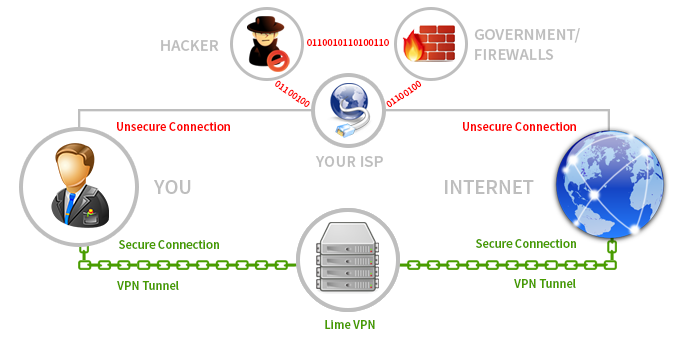 HACKER
0110010110100110
GOVERNMENT/
FIREWALLS
01100100
01100100
Unsecure Connection
Unsecure Connection
YOUR ISP
YOU
INTERNET
Secure Connection
Secure Connection
VPN Tunnel
VPN Tunnel
Lime VPN